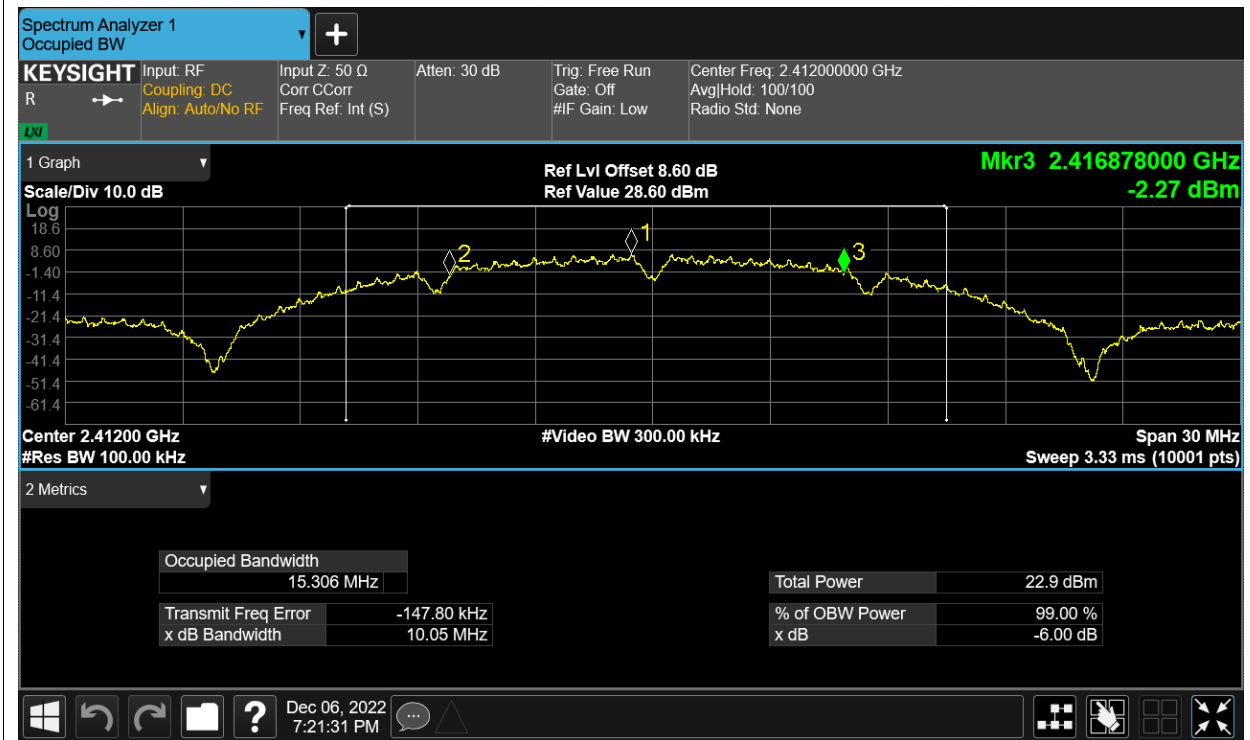 Spectrum Analyzer 1
Occupied BW
KEYSIGHT
R
LXI
Input: RF
Coupling: DC
Align: Auto/No RF
Input Z: 50 Ω
Corr CCorr
Freq Ref: Int (S)
Atten: 30 dB
Trig: Free Run
Gate: Off
#IF Gain: Low
Center Freq: 2.412000000 GHz
Avg|Hold: 100/100
Radio Std: None
1 Graph
Scale/Div 10.0 dB
Ref Lvl Offset 8.60 dB
Ref Value 28.60 dBm
Mkr3 2.416878000 GHz
-2.27 dBm
Log
18.6
8.60
-1.40
-11.4
-21.4
-31.4
-41.4
-51.4
-61.4
2
1
3
Center 2.41200 GHz
#Res BW 100.00 kHz
#Video BW 300.00 kHz
Span 30 MHz
Sweep 3.33 ms (10001 pts)
2 Metrics
Occupied Bandwidth
15.306 MHz
Transmit Freq Error -147.80 kHz
x dB Bandwidth 10.05 MHz
Total Power 22.9 dBm
% of OBW Power 99.00 %
x dB -6.00 dB
?
Dec 06, 2022
7:21:31 PM